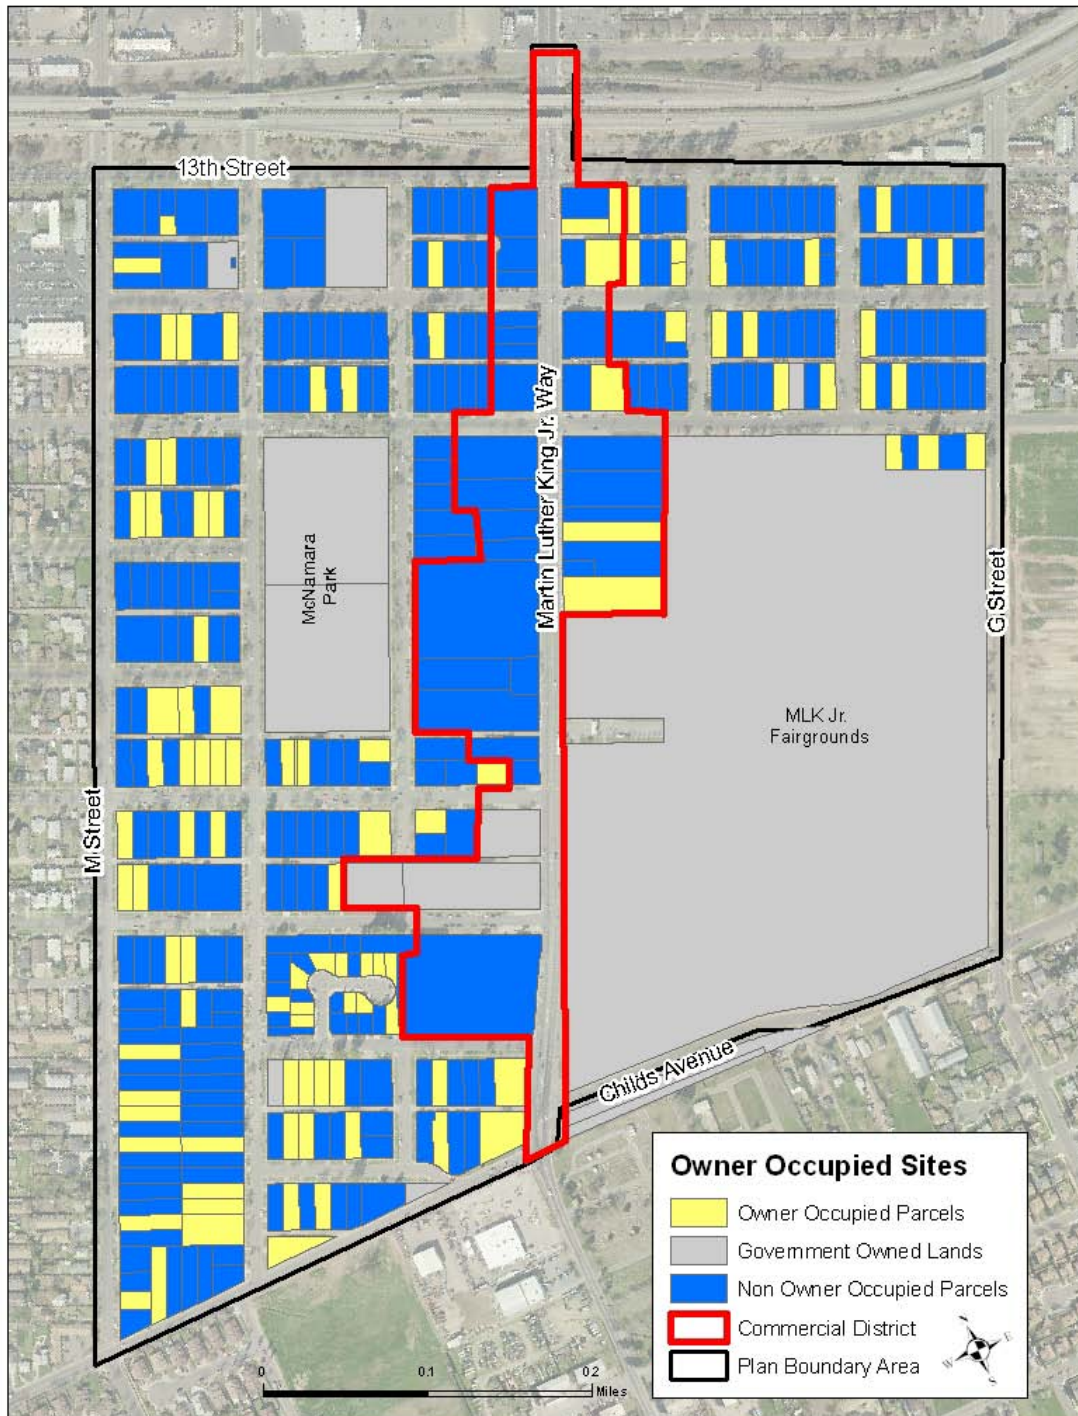 13th Street
Martin Luther King Jr. Way
McNamara
Park
G Street
MLK Jr.
Fairgrounds
M Street
Childs Avenue
Owner Occupied Sites
Owner Occupied Parcels
Government Owned Lands
Non Owner Occupied Parcels
Commercial District
Plan Boundary Area
N
E
W
S
0 0.1 0.2
Miles